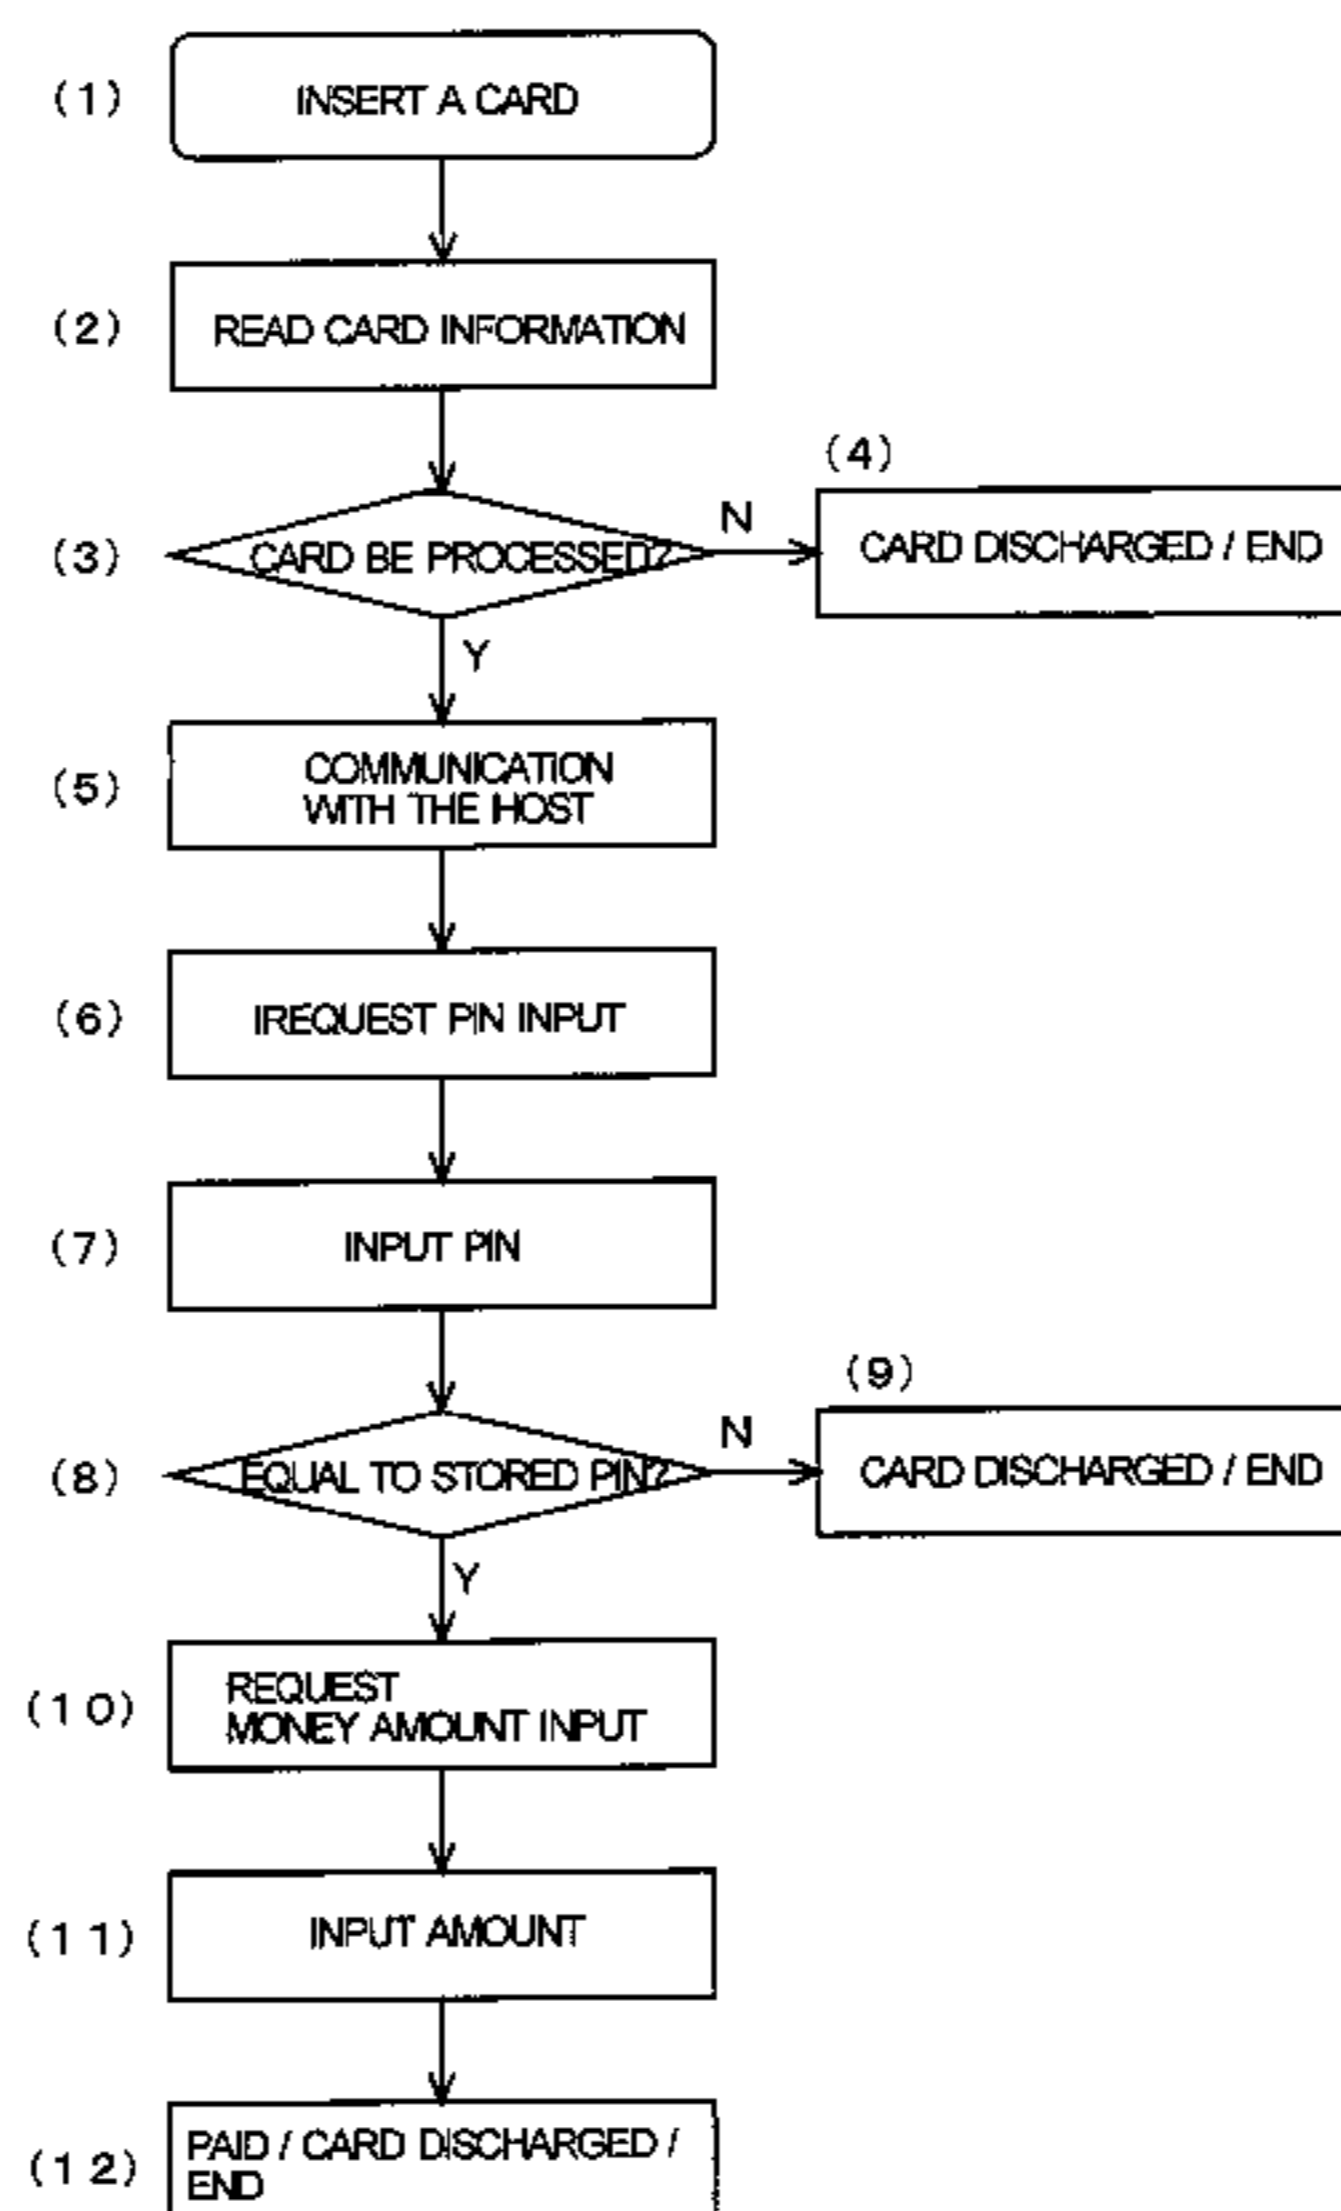 (1)
INSERT A CARD
(2)
READ CARD INFORMATION
(3)
CARD BE PROCESSED?
N
(4)
CARD DISCHARGED / END
Y
(5)
COMMUNICATION
WITH THE HOST
(6)
IREQUEST PIN INPUT
(7)
INPUT PIN
(8)
EQUAL TO STORED PIN?
N
(9)
CARD DISCHARGED / END
Y
(10)
REQUEST
MONEY AMOUNT INPUT
(11)
INPUT AMOUNT
(12)
PAID / CARD DISCHARGED /
END